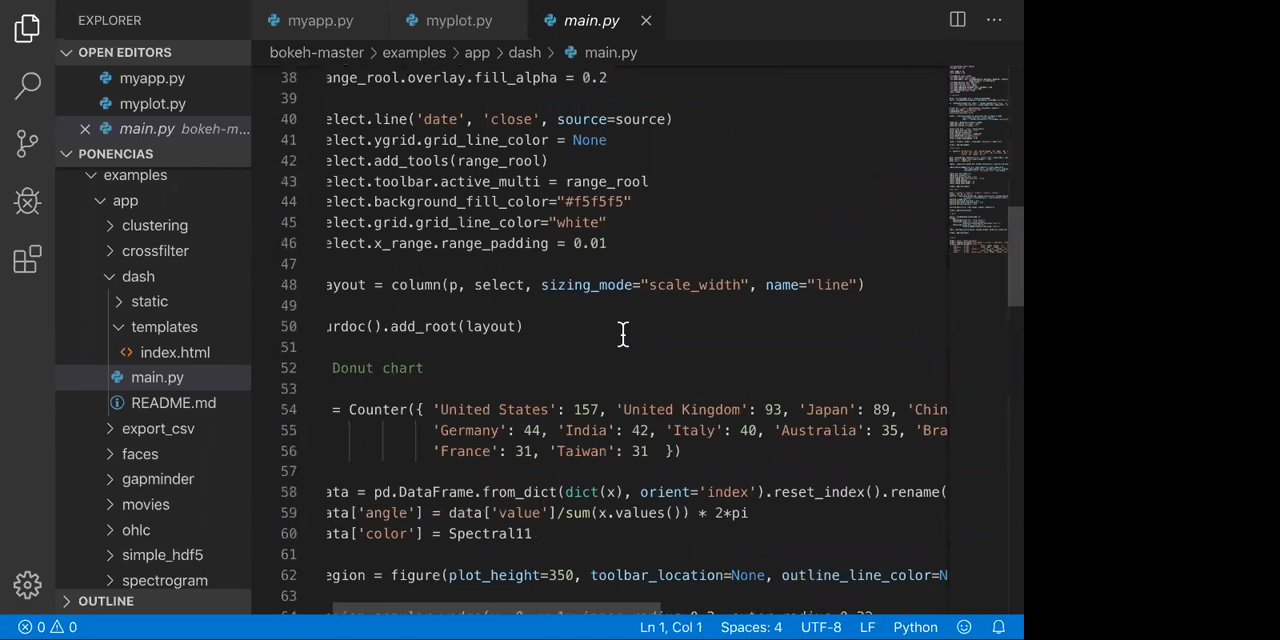 EXPLORER
OPEN EDITORS
myapp.py
myplot.py
main.py bokeh-m...
PONENCIAS
examples
app
clustering
crossfilter
dash
static
templates
<> index.html
main.py
README.md
export_csv
faces
gapminder
movies
ohlc
simple_hdf5
spectrogram
OUTLINE
myapp.py myplot.py main.py
bokeh-master > examples > app > dash > main.py
38 ange_rool.overlay.fill_alpha = 0.2
39
40 elect.line('date', 'close', source=source)
41 elect.ygrid.grid_line_color = None
42 elect.add_tools(range_rool)
43 elect.toolbar.active_multi = range_rool
44 elect.background_fill_color="#f5f5f5"
45 elect.grid.grid_line_color="white"
46 elect.x_range.range_padding = 0.01
47
48 ayout = column(p, select, sizing_mode="scale_width", name="line")
49
50 urdoc().add_root(layout)
51
52 Donut chart
53
54 = Counter({ 'United States': 157, 'United Kingdom': 93, 'Japan': 89, 'Chin
55 'Germany': 44, 'India': 42, 'Italy': 40, 'Australia': 35, 'Bra
56 'France': 31, 'Taiwan': 31 })
57
58 ata = pd.DataFrame.from_dict(dict(x), orient='index').reset_index().rename(
59 ata['angle'] = data['value']/sum(x.values()) * 2*pi
60 ata['color'] = Spectral11
61
62 egion = figure(plot_height=350, toolbar_location=None, outline_line_color=N
63
0 0 Ln 1, Col 1 Spaces: 4 UTF-8 LF Python